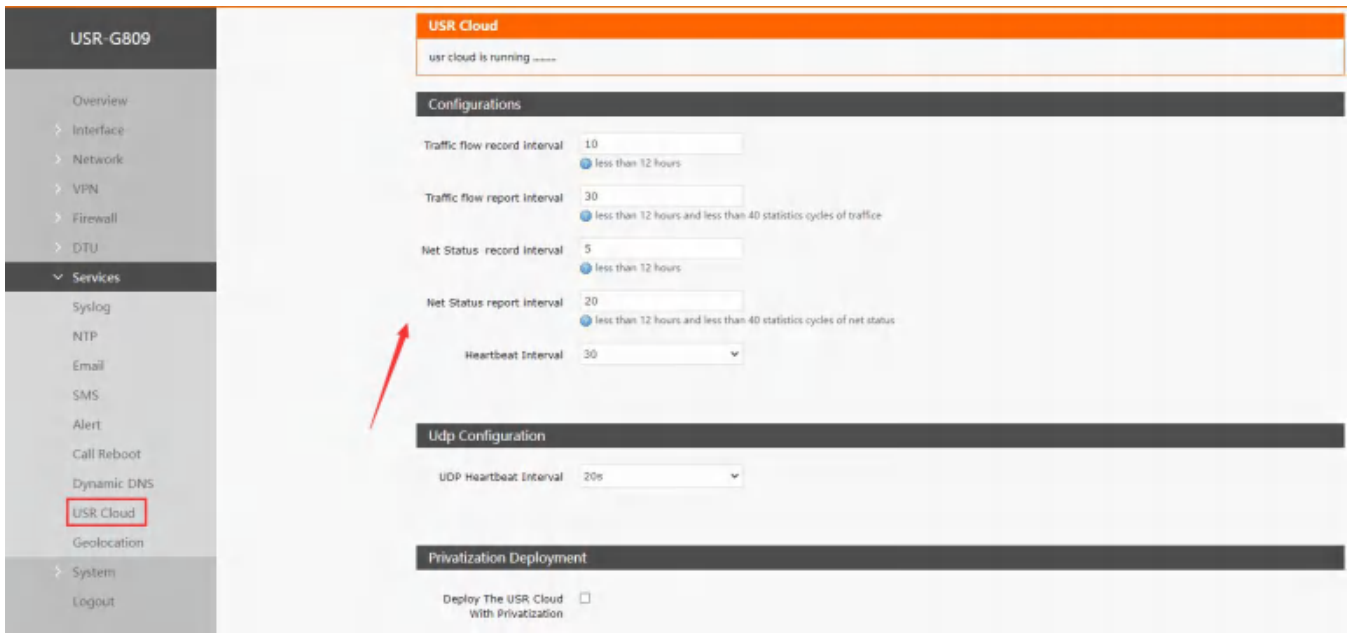 USR-G809
Overview
Interface
Network
VPN
Firewall
DTU
Services
Syslog
NTP
Email
SMS
Alert
Call Reboot
Dynamic DNS
USR Cloud
Geolocation
System
Logout
USR Cloud
usr cloud is running ........
Configurations
Traffic flow record interval 10
less than 12 hours
Traffic flow report interval 30
less than 12 hours and less than 40 statistics cycles of traffice
Net Status record interval 5
less than 12 hours
Net Status report interval 20
less than 12 hours and less than 40 statistics cycles of net status
Heartbeat Interval 30
Udp Configuration
UDP Heartbeat Interval 20s
Privatization Deployment
Deploy The USR Cloud
With Privatization